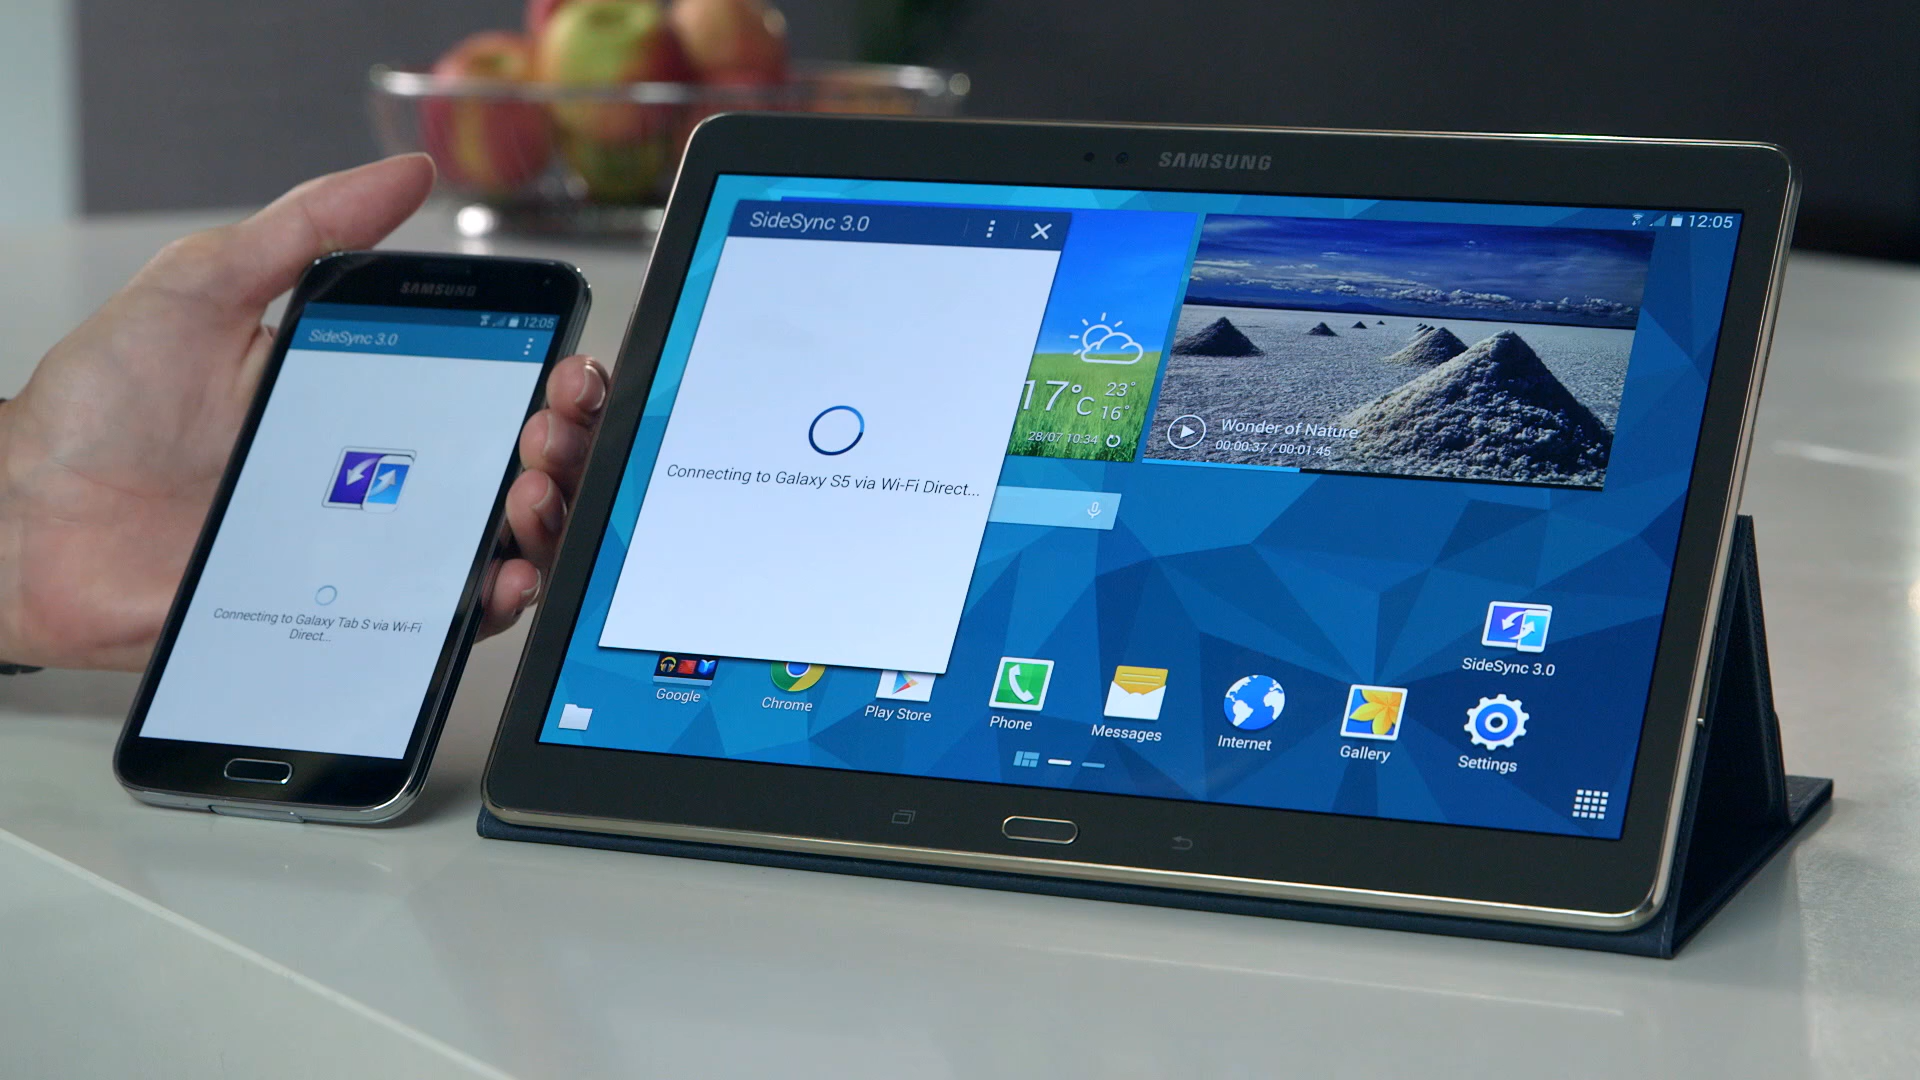 SAMSUNG
12:05
SideSync 3.0
Connecting to Galaxy Tab S via Wi-Fi
Direct...
SAMSUNG
12:05
SideSync 3.0
Connecting to Galaxy S5 via Wi-Fi Direct...
17°C
23°
16°
28/07 10:34
Wonder of Nature
00:00:37 / 00:01:45
SideSync 3.0
Google
Chrome
Play Store
Phone
Messages
Internet
Gallery
Settings